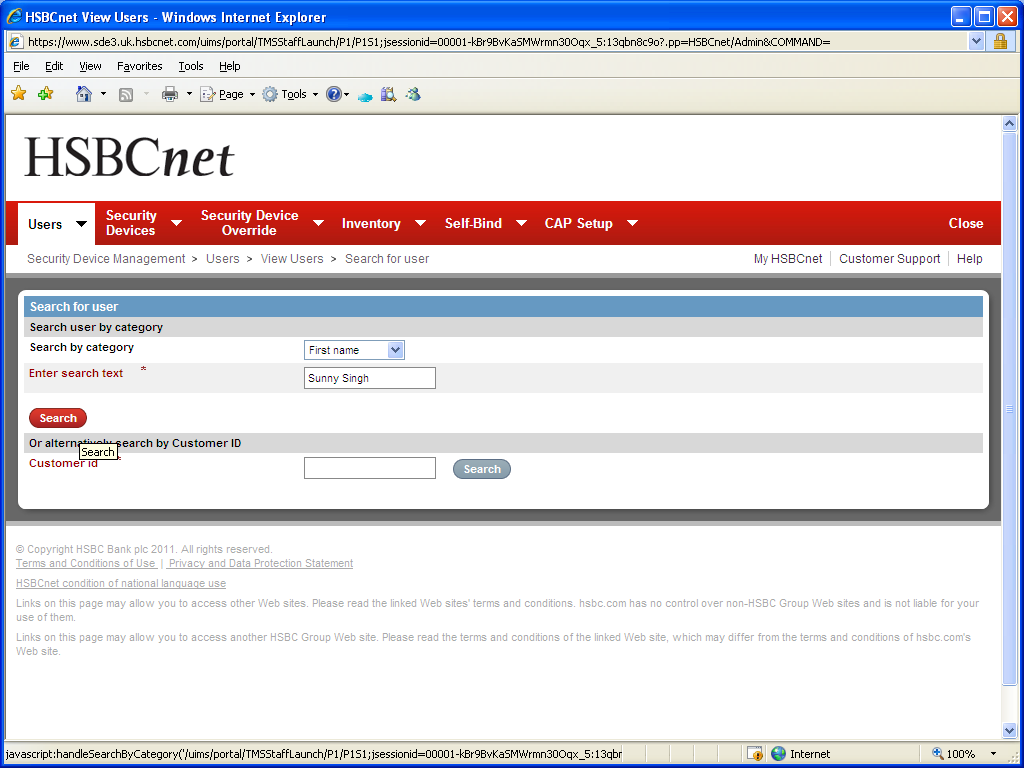 HSBCnet View Users - Windows Internet Explorer
https://www.sde3.uk.hsbcnet.com/uims/portal/TMSStaffLaunch/P1/P1S1;jsessionid=00001-kBr9BvKaSMWrmn30Oqx_5:13qbn8c9o?.pp=HSBCnet/Admin&COMMAND=
File Edit View Favorites Tools Help
Page Tools
HSBCnet
Users Security Devices Security Device Override Inventory Self-Bind CAP Setup Close
Security Device Management > Users > View Users > Search for user My HSBCnet Customer Support Help
Search for user
Search user by category
Search by category First name
Enter search text * Sunny Singh
Search
Or alternatively search by Customer ID
Search
Customer id * Search
© Copyright HSBC Bank plc 2011. All rights reserved.
Terms and Conditions of Use | Privacy and Data Protection Statement
HSBCnet condition of national language use
Links on this page may allow you to access other Web sites. Please read the linked Web sites' terms and conditions. hsbc.com has no control over non-HSBC Group Web sites and is not liable for your
use of them.
Links on this page may allow you to access another HSBC Group Web site. Please read the terms and conditions of the linked Web site, which may differ from the terms and conditions of hsbc.com's
Web site.
javascript:handleSearchByCategory('/uims/portal/TMSStaffLaunch/P1/P1S1;jsessionid=00001-kBr9BvKaSMWrmn30Oqx_5:13qbn Internet 100%